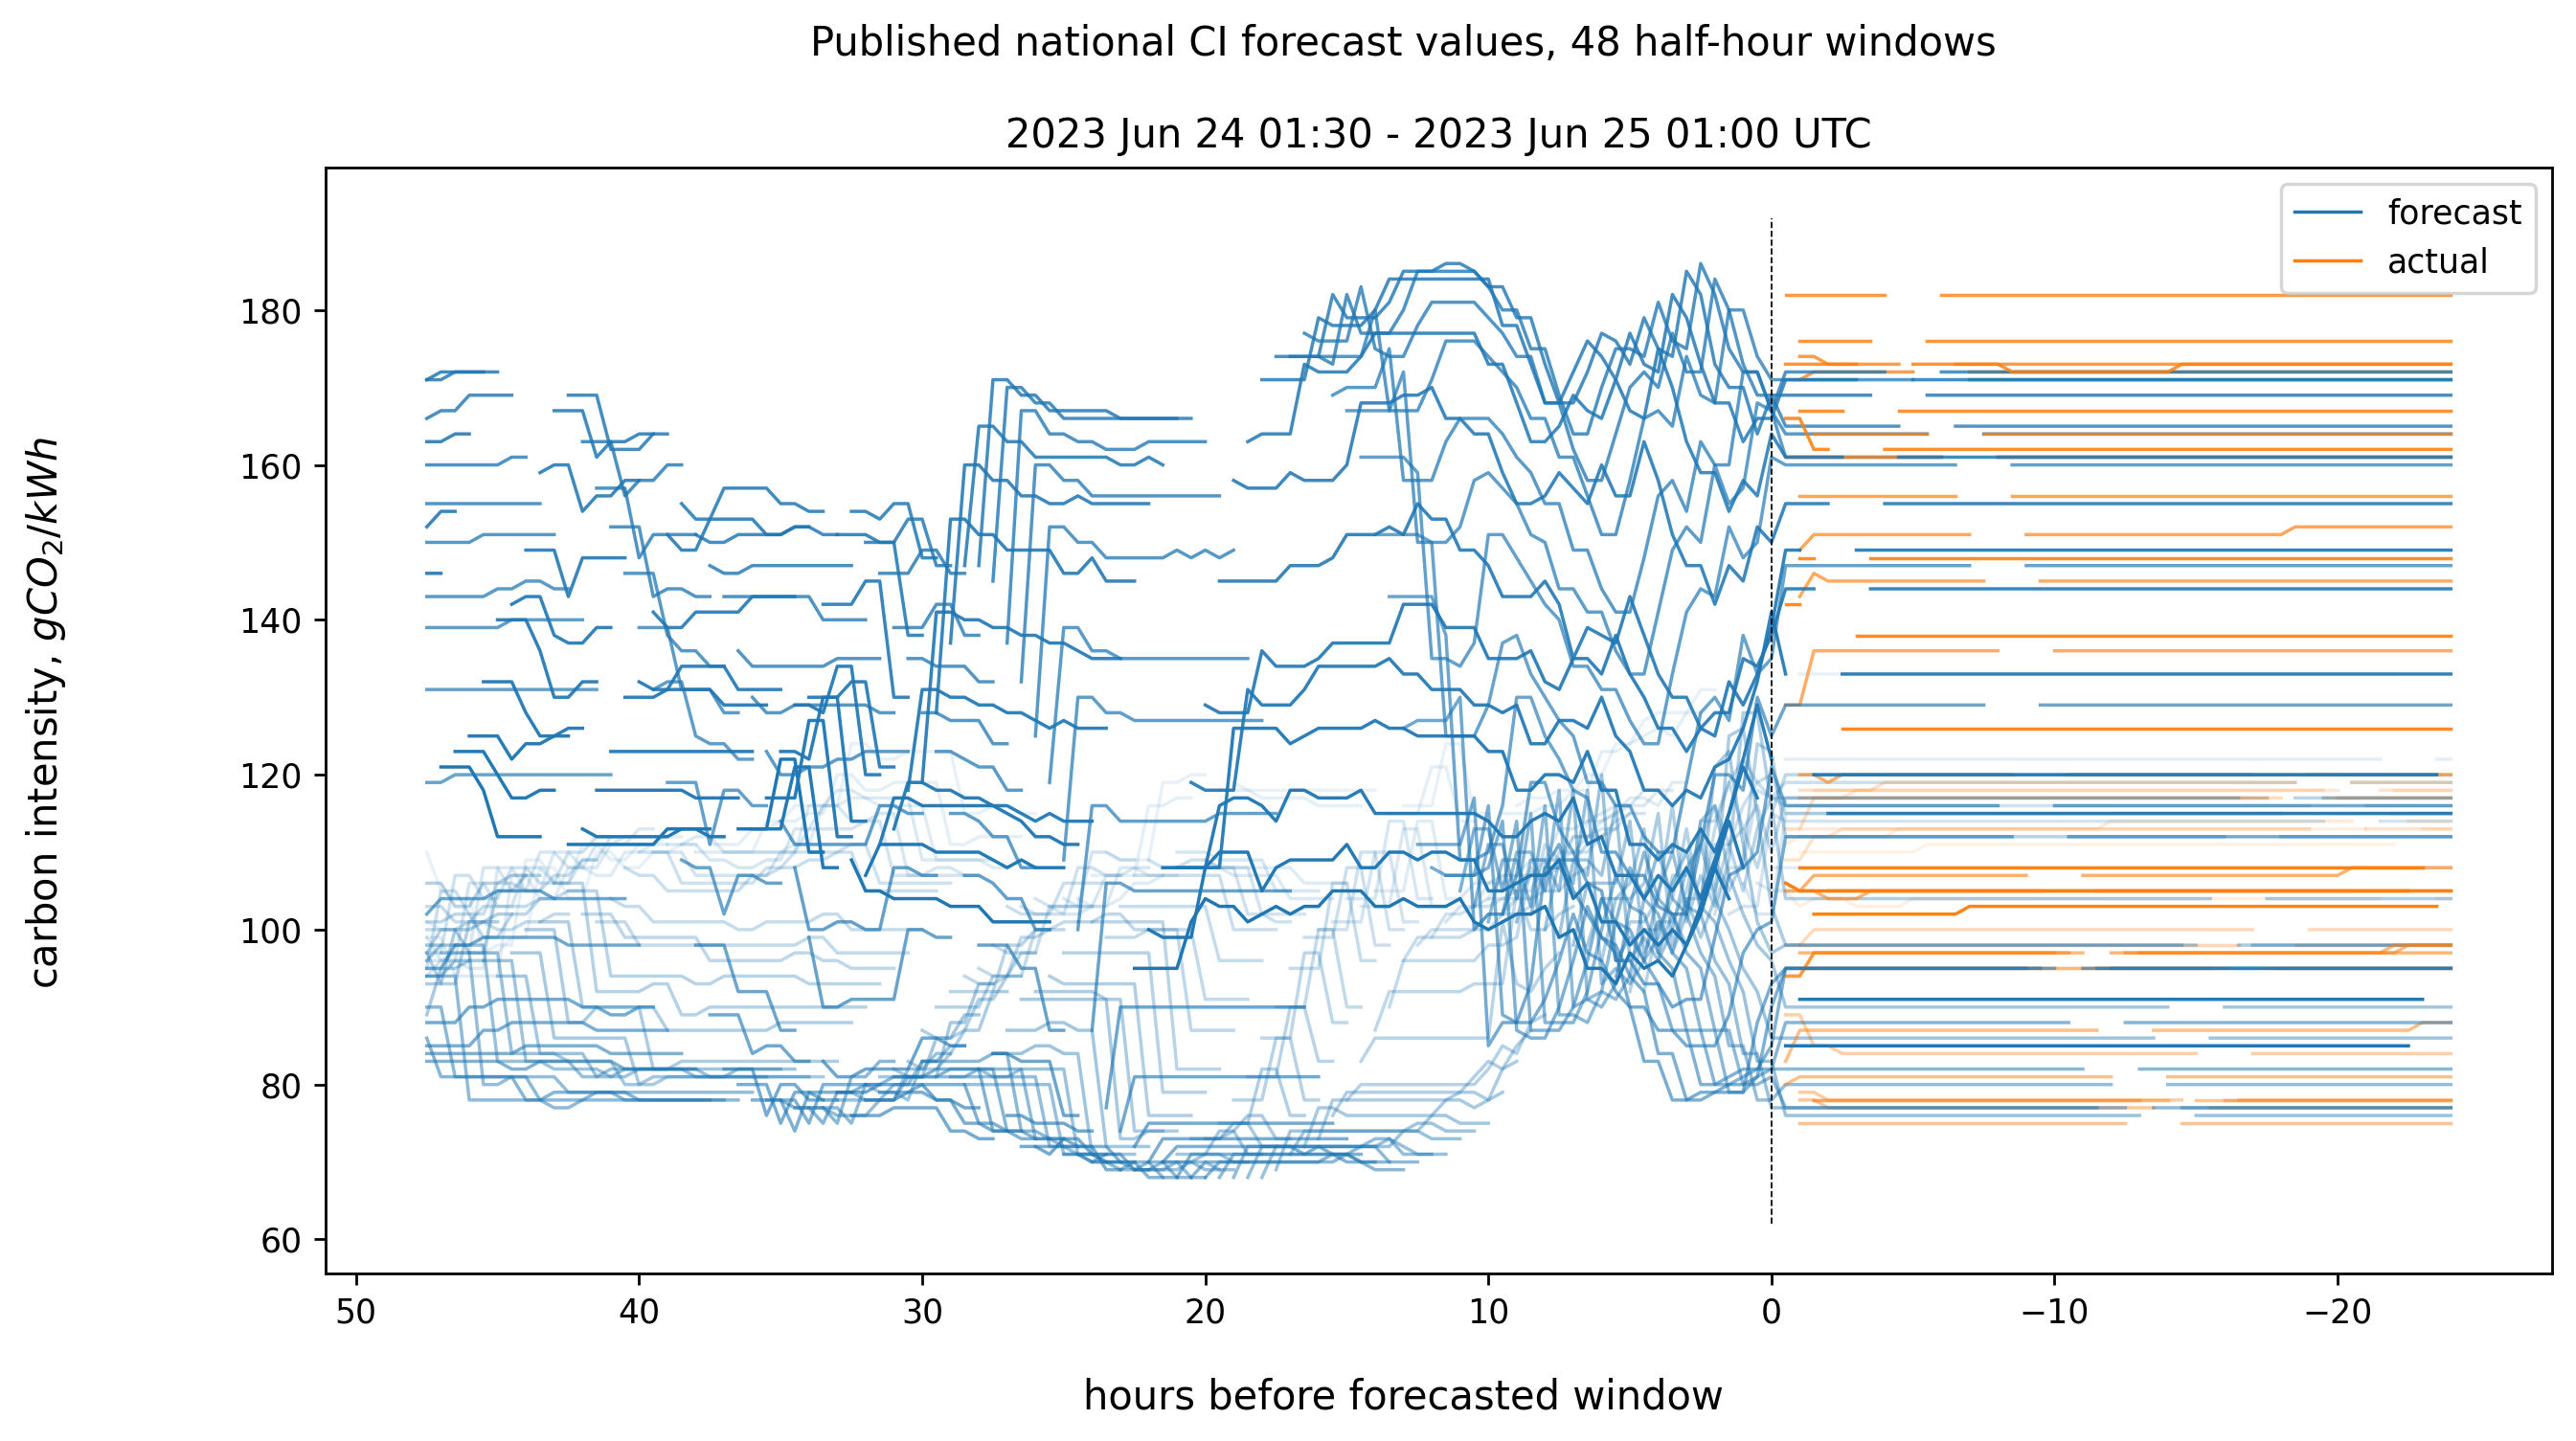 Published national CI forecast values, 48 half-hour windows
2023 Jun 24 01:30 - 2023 Jun 25 01:00 UTC
forecast
actual
carbon intensity, gCO₂/kWh
180
160
140
120
100
80
60
50 40 30 20 10 0 −10 −20
hours before forecasted window